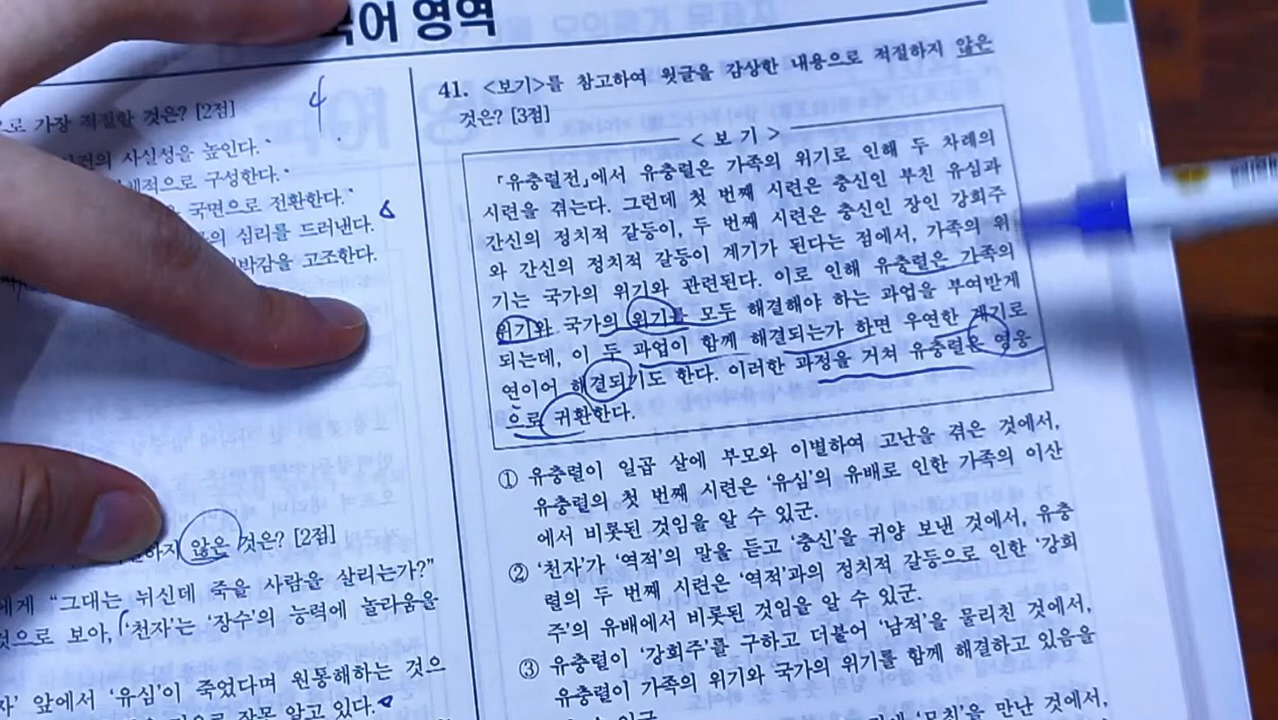 국어 영역
4
로 가장 적절한 것은? [2점]
사실성을 높인다.
구성한다.
국면으로 전환한다.
심리를 드러낸다.
고조한다.
않은 것은? [2점]
에게 “그대는 뉘신데 죽을 사람을 살리는가?”
것으로 보아, ‘천자’는 ‘장수’의 능력에 놀라움을
앞에서 ‘유심’이 죽었다며 원통해하는 것으
잘못 알고 있다.
41. <보기>를 참고하여 윗글을 감상한 내용으로 적절하지 않은
것은? [3점]
< 보 기 >
「유충렬전」에서 유충렬은 가족의 위기로 인해 두 차례의
시련을 겪는다. 그런데 첫 번째 시련은 충신인 부친 유심과
간신의 정치적 갈등이, 두 번째 시련은 충신인 장인 강희주
와 간신의 정치적 갈등이 계기가 된다는 점에서, 가족의 위
기는 국가의 위기와 관련된다. 이로 인해 유충렬은 가족의
위기와 국가의 위기를 모두 해결해야 하는 과업을 부여받게
되는데, 이 두 과업이 함께 해결되는가 하면 우연한 계기로
연이어 해결되기도 한다. 이러한 과정을 거쳐 유충렬은 영웅
으로 귀환한다.
① 유충렬이 일곱 살에 부모와 이별하여 고난을 겪은 것에서,
유충렬의 첫 번째 시련은 ‘유심’의 유배로 인한 가족의 이산
에서 비롯된 것임을 알 수 있군.
② ‘천자’가 ‘역적’의 말을 듣고 ‘충신’을 귀양 보낸 것에서, 유충
렬의 두 번째 시련은 ‘역적’과의 정치적 갈등으로 인한 ‘강희
주’의 유배에서 비롯된 것임을 알 수 있군.
③ 유충렬이 ‘강희주’를 구하고 더불어 ‘남적’을 물리친 것에서,
유충렬이 가족의 위기와 국가의 위기를 함께 해결하고 있음을
만난 것에서,